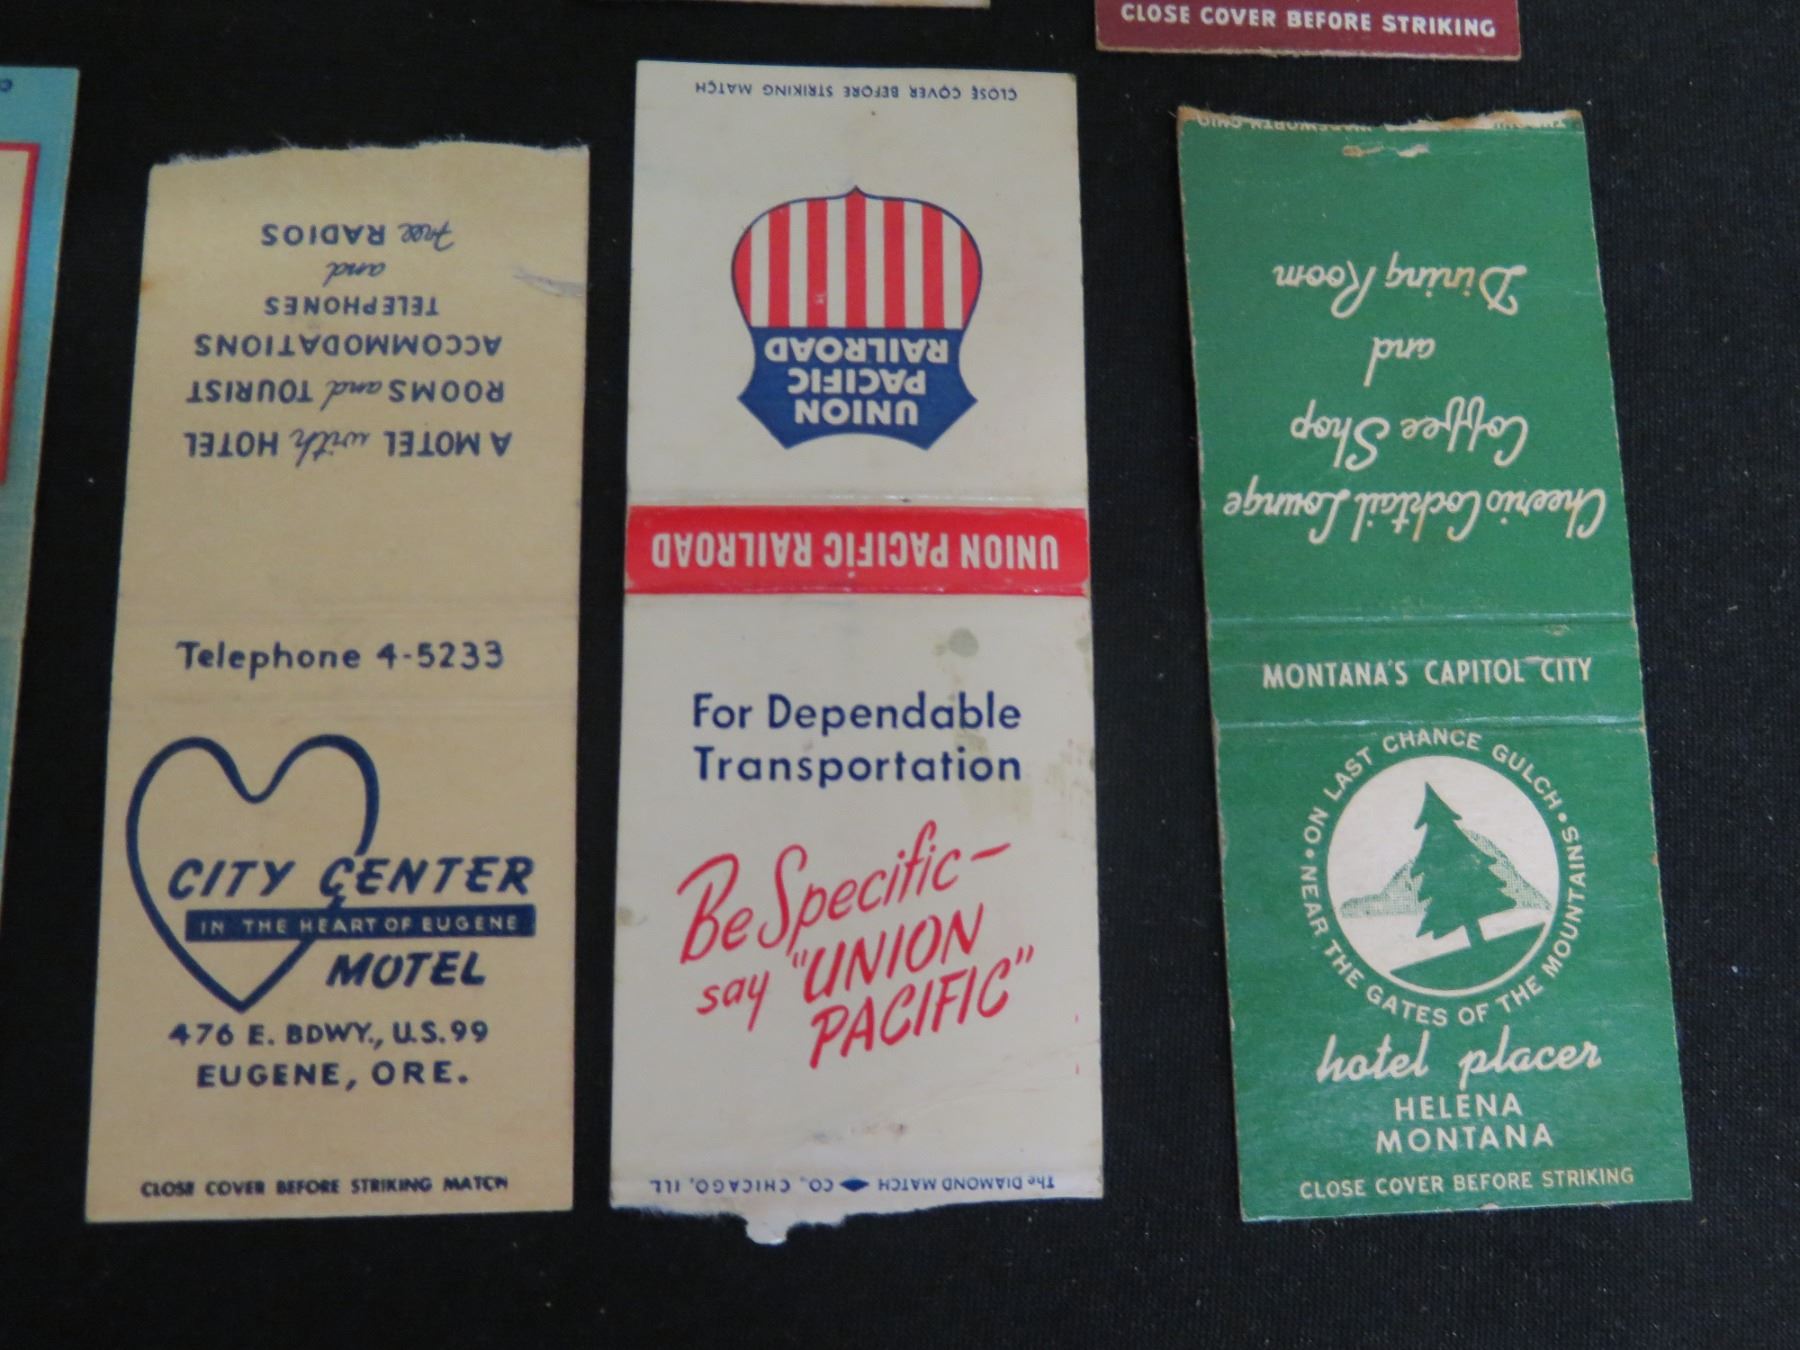 CLOSE COVER BEFORE STRIKING
A MOTEL with HOTEL
ROOMS and TOURIST
ACCOMMODATIONS
TELEPHONES
and
Free RADIOS
Telephone 4-5233
CITY CENTER
IN THE HEART OF EUGENE
MOTEL
476 E. BDWY., U.S. 99
EUGENE, ORE.
CLOSE COVER BEFORE STRIKING MATCH
CLOSE COVER BEFORE STRIKING MATCH
UNION
PACIFIC
RAILROAD
UNION PACIFIC RAILROAD
For Dependable
Transportation
Be Specific—
say "UNION
PACIFIC"
The DIAMOND MATCH CO., CHICAGO, ILL.
Cheerio Cocktail Lounge
Coffee Shop
and
Dining Room
MONTANA'S CAPITOL CITY
• ON LAST CHANCE GULCH •
NEAR THE GATES OF THE MOUNTAINS
hotel placer
HELENA
MONTANA
CLOSE COVER BEFORE STRIKING